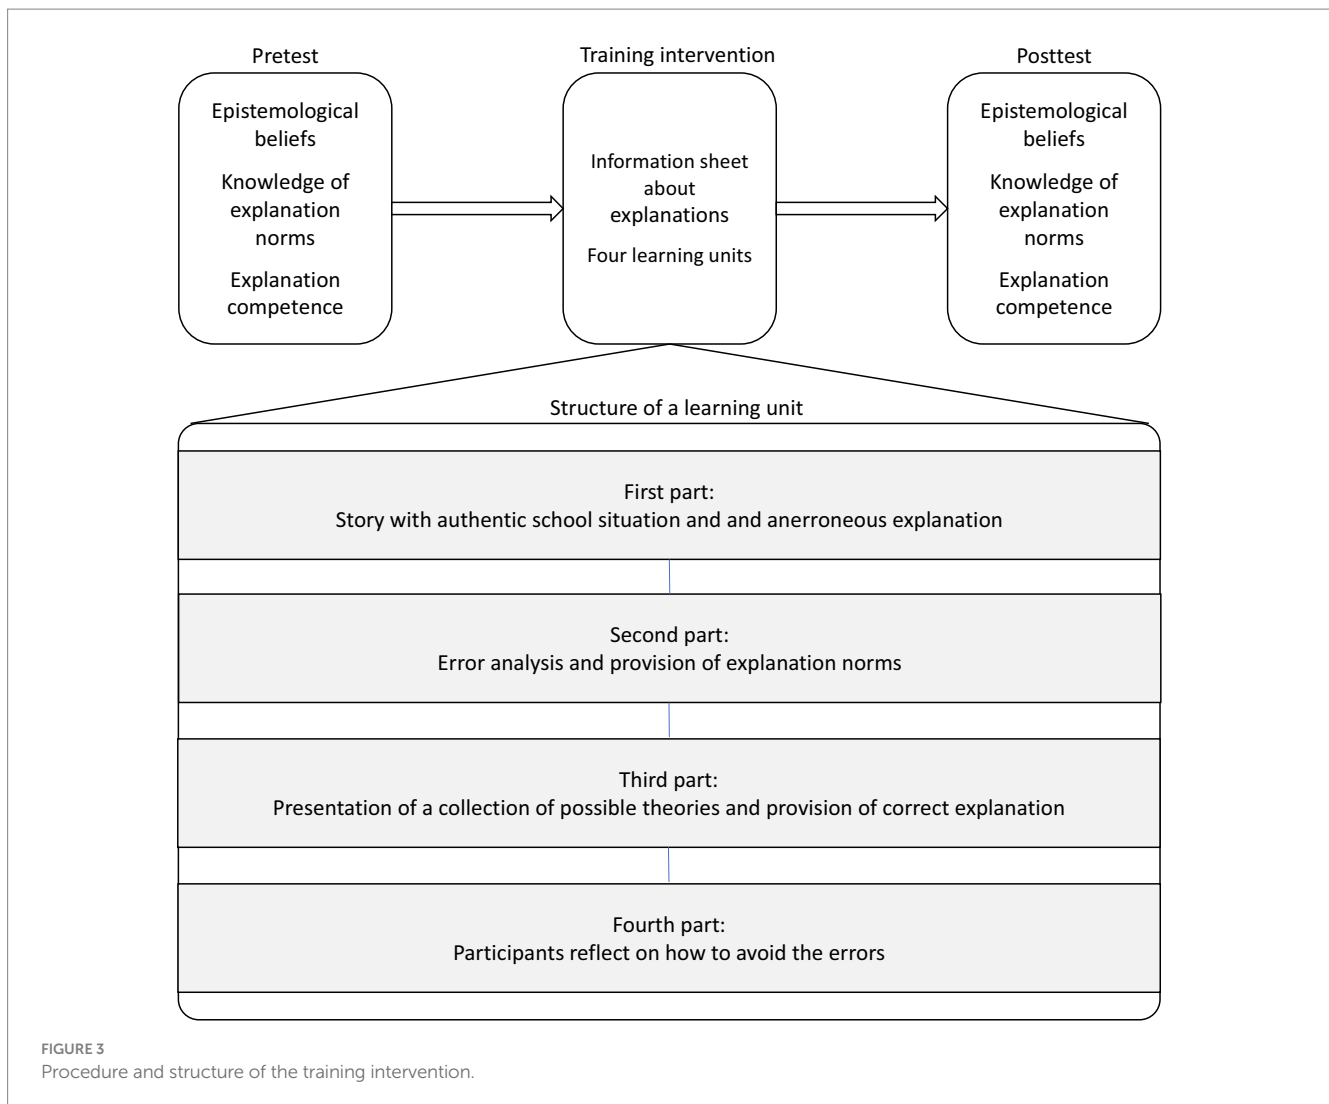 Pretest
Epistemological
beliefs
Knowledge of
explanation
norms
Explanation
competence
Training intervention
Information sheet
about
explanations
Four learning units
Posttest
Epistemological
beliefs
Knowledge of
explanation
norms
Explanation
competence
Structure of a learning unit
First part:
Story with authentic school situation and and anerroneous explanation
Second part:
Error analysis and provision of explanation norms
Third part:
Presentation of a collection of possible theories and provision of correct explanation
Fourth part:
Participants reflect on how to avoid the errors
FIGURE 3
Procedure and structure of the training intervention.